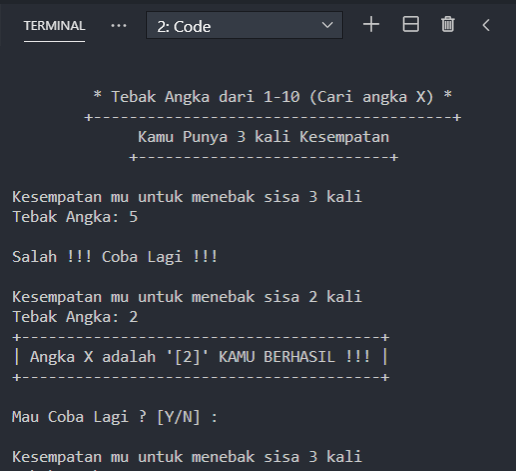 TERMINAL ... 2: Code
* Tebak Angka dari 1-10 (Cari angka X) *
+----------------------------------------+
Kamu Punya 3 kali Kesempatan
+----------------------------+
Kesempatan mu untuk menebak sisa 3 kali
Tebak Angka: 5
Salah !!! Coba Lagi !!!
Kesempatan mu untuk menebak sisa 2 kali
Tebak Angka: 2
+----------------------------------------+
| Angka X adalah '[2]' KAMU BERHASIL !!! |
+----------------------------------------+
Mau Coba Lagi ? [Y/N] :
Kesempatan mu untuk menebak sisa 3 kali